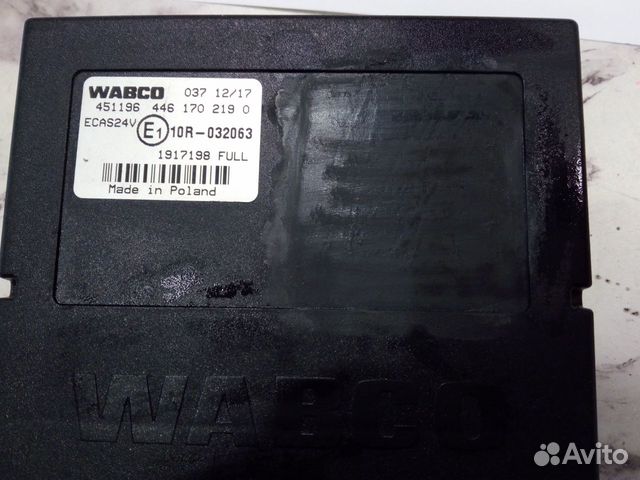 WABCO 037 12/17
451196 446 170 219 0
ECAS24V E1 10R-032063
1917198 FULL
Made in Poland
WABCO
Avito